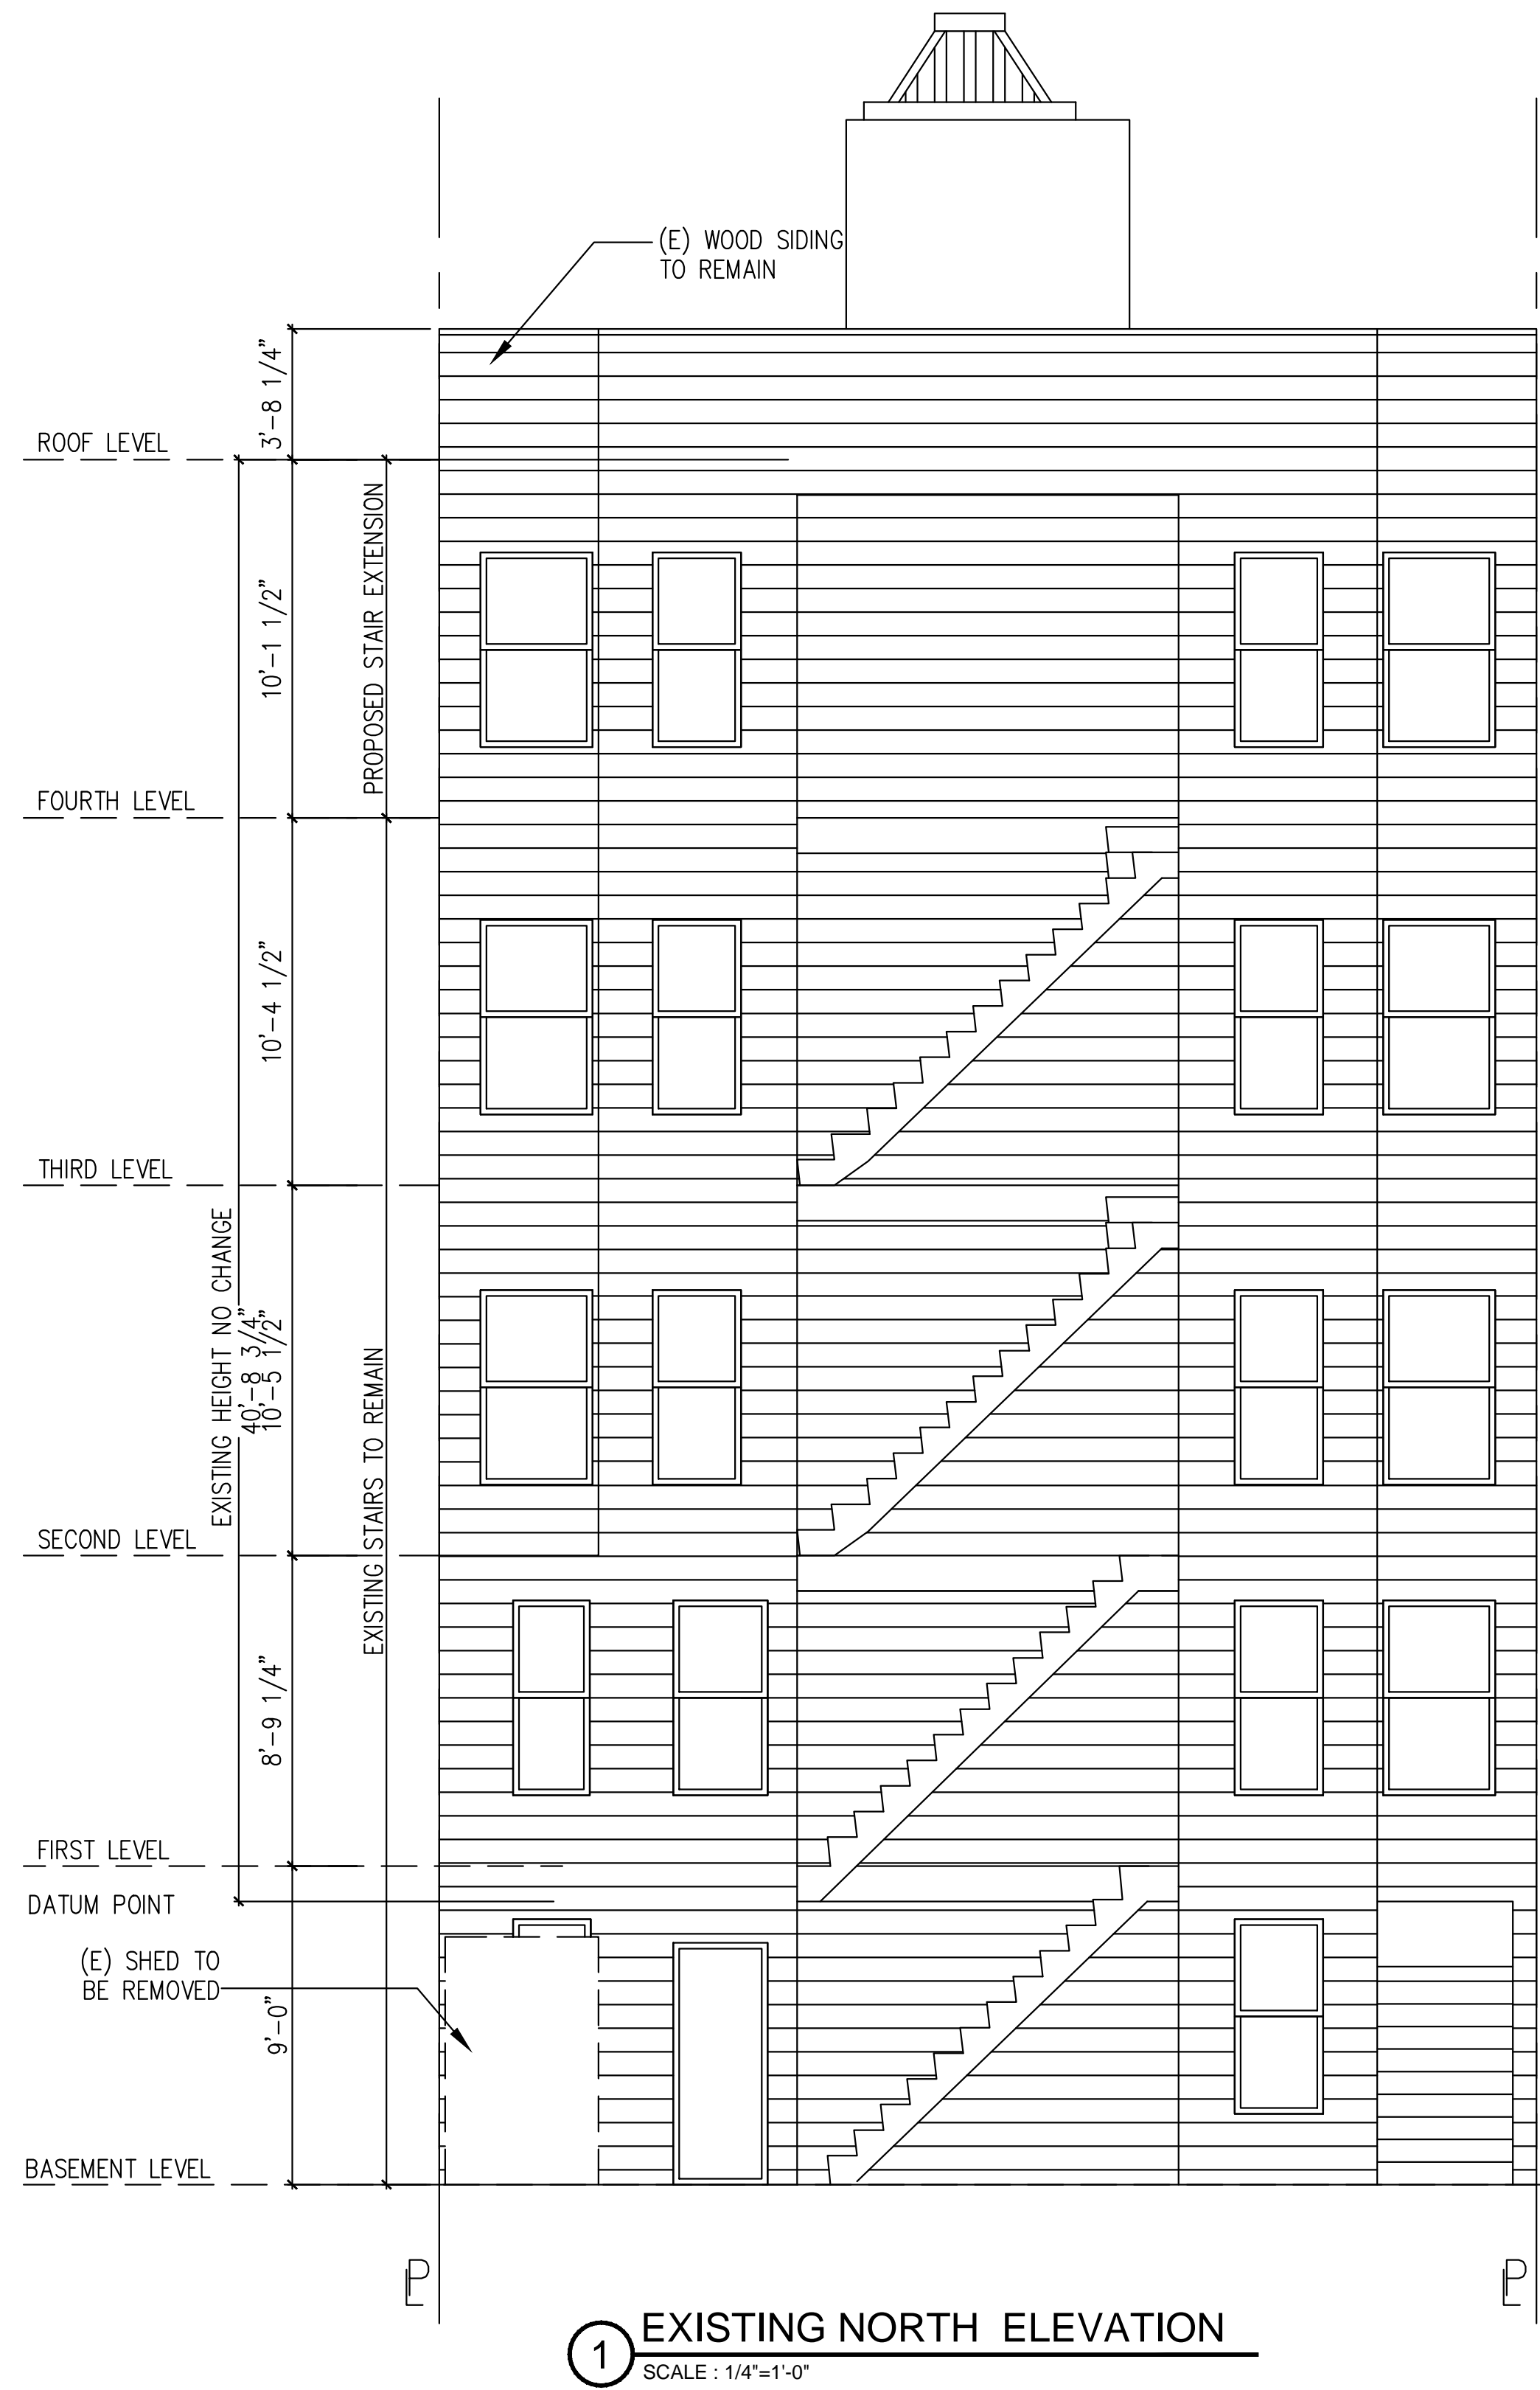 (E) WOOD SIDING
TO REMAIN
3'-8 1/4"
ROOF LEVEL
PROPOSED STAIR EXTENSION
10'-1 1/2"
FOURTH LEVEL
10'-4 1/2"
THIRD LEVEL
EXISTING HEIGHT NO CHANGE
40'-8 3/4"
10'-5 1/2"
EXISTING STAIRS TO REMAIN
SECOND LEVEL
8'-9 1/4"
FIRST LEVEL
DATUM POINT
(E) SHED TO
BE REMOVED
9'-0"
BASEMENT LEVEL
PL
PL
1 EXISTING NORTH ELEVATION
SCALE : 1/4"=1'-0"